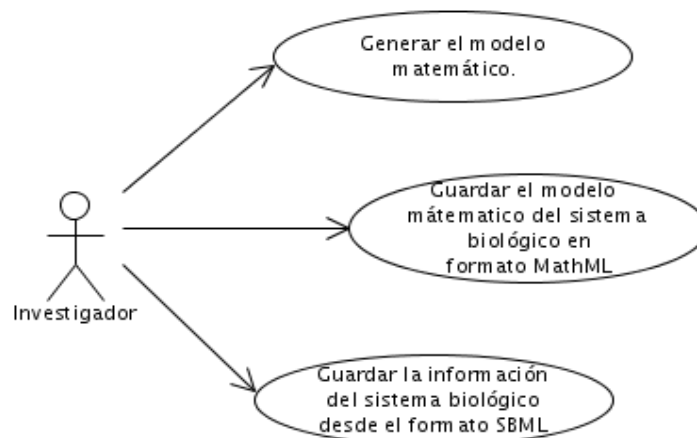 Generar el modelo
matemático.
Guardar el modelo
mátematico del sistema
biológico en
formato MathML
Investigador
Guardar la información
del sistema biológico
desde el formato SBML